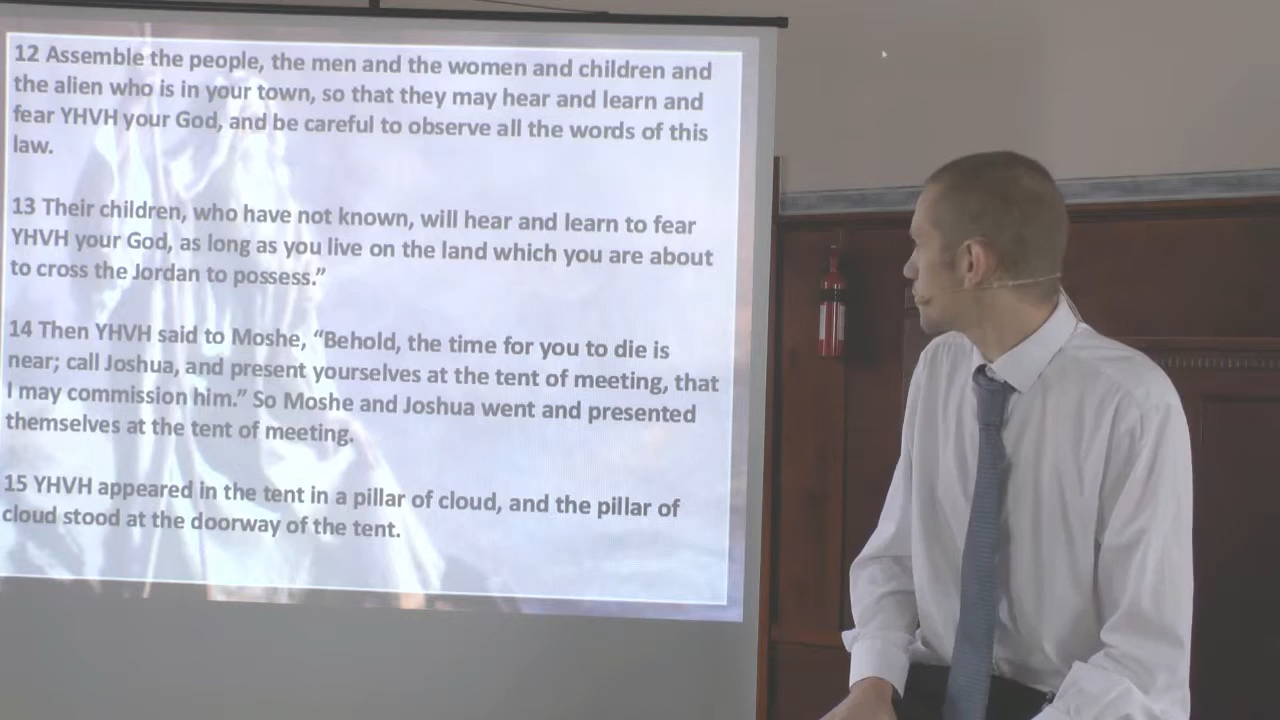 12 Assemble the people, the men and the women and children and
the alien who is in your town, so that they may hear and learn and
fear YHVH your God, and be careful to observe all the words of this
law.
13 Their children, who have not known, will hear and learn to fear
YHVH your God, as long as you live on the land which you are about
to cross the Jordan to possess.”
14 Then YHVH said to Moshe, “Behold, the time for you to die is
near; call Joshua, and present yourselves at the tent of meeting, that
I may commission him.” So Moshe and Joshua went and presented
themselves at the tent of meeting.
15 YHVH appeared in the tent in a pillar of cloud, and the pillar of
cloud stood at the doorway of the tent.